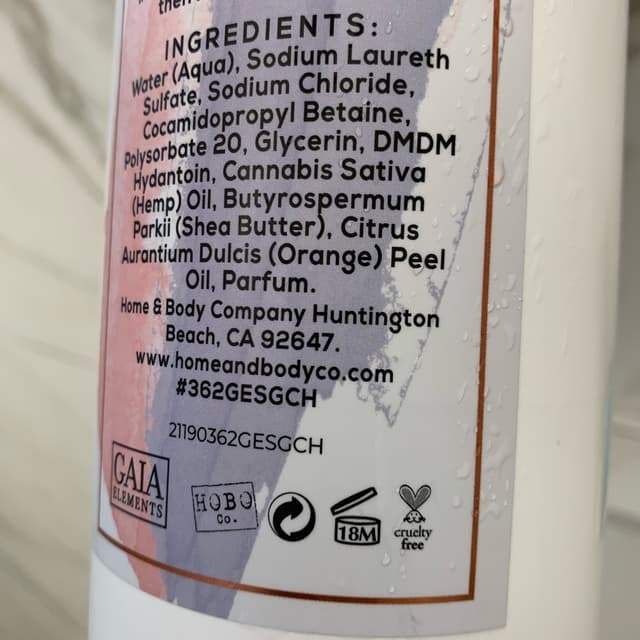 then
INGREDIENTS:
Water (Aqua), Sodium Laureth
Sulfate, Sodium Chloride,
Cocamidopropyl Betaine,
Polysorbate 20, Glycerin, DMDM
Hydantoin, Cannabis Sativa
(Hemp) Oil, Butyrospermum
Parkii (Shea Butter), Citrus
Aurantium Dulcis (Orange) Peel
Oil, Parfum.
Home & Body Company Huntington
Beach, CA 92647.
www.homeandbodyco.com
#362GESGCH
21190362GESGCH
GAIA
ELEMENTS
HOBO
Co.
18M
cruelty
free